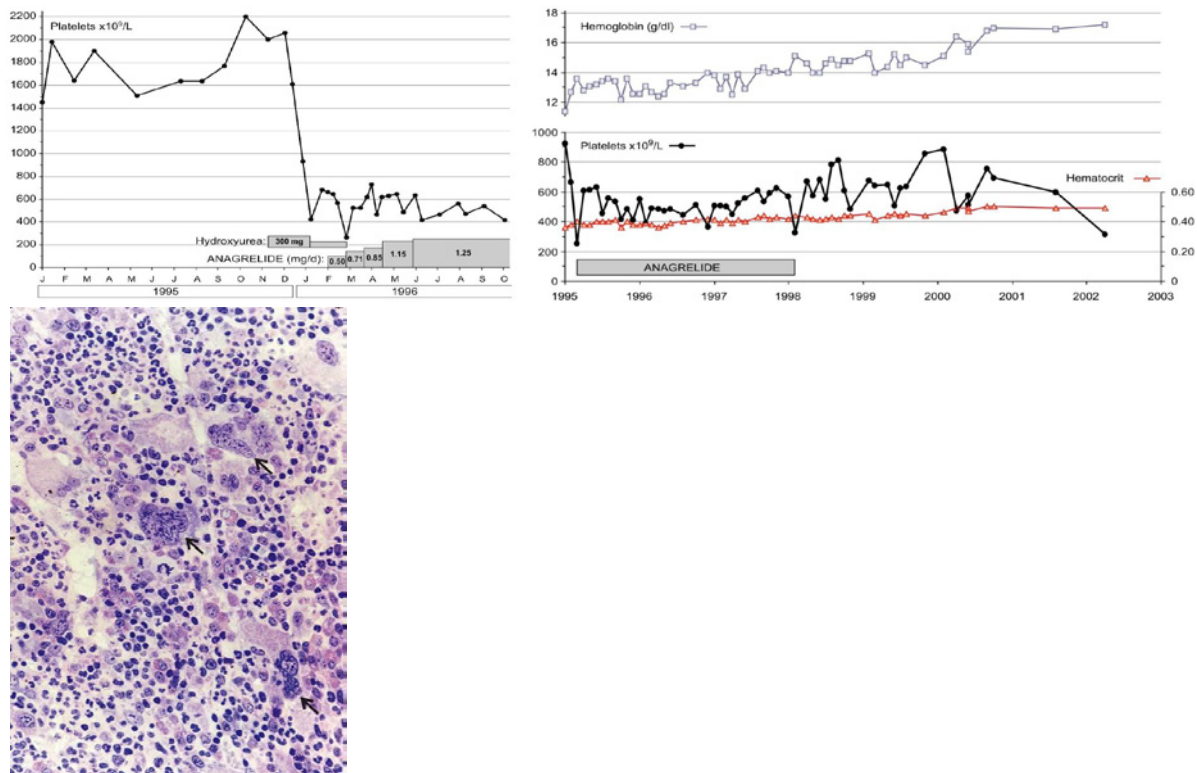 Platelets x10⁹/L
2200
2000
1800
1600
1400
1200
1000
800
600
400
200
0
Hydroxyurea: 300 mg
ANAGRELIDE (mg/d): 0.50 0.71 0.85 1.15 1.25
J F M A M J J A S O N D J F M A M J J A S O
1995 1996
Hemoglobin (g/dl)
18
16
14
12
1000
Platelets x10⁹/L
Hematocrit
800
600 0.60
400 0.40
200 0.20
0 0.00
ANAGRELIDE
1995 1996 1997 1998 1999 2000 2001 2002 2003